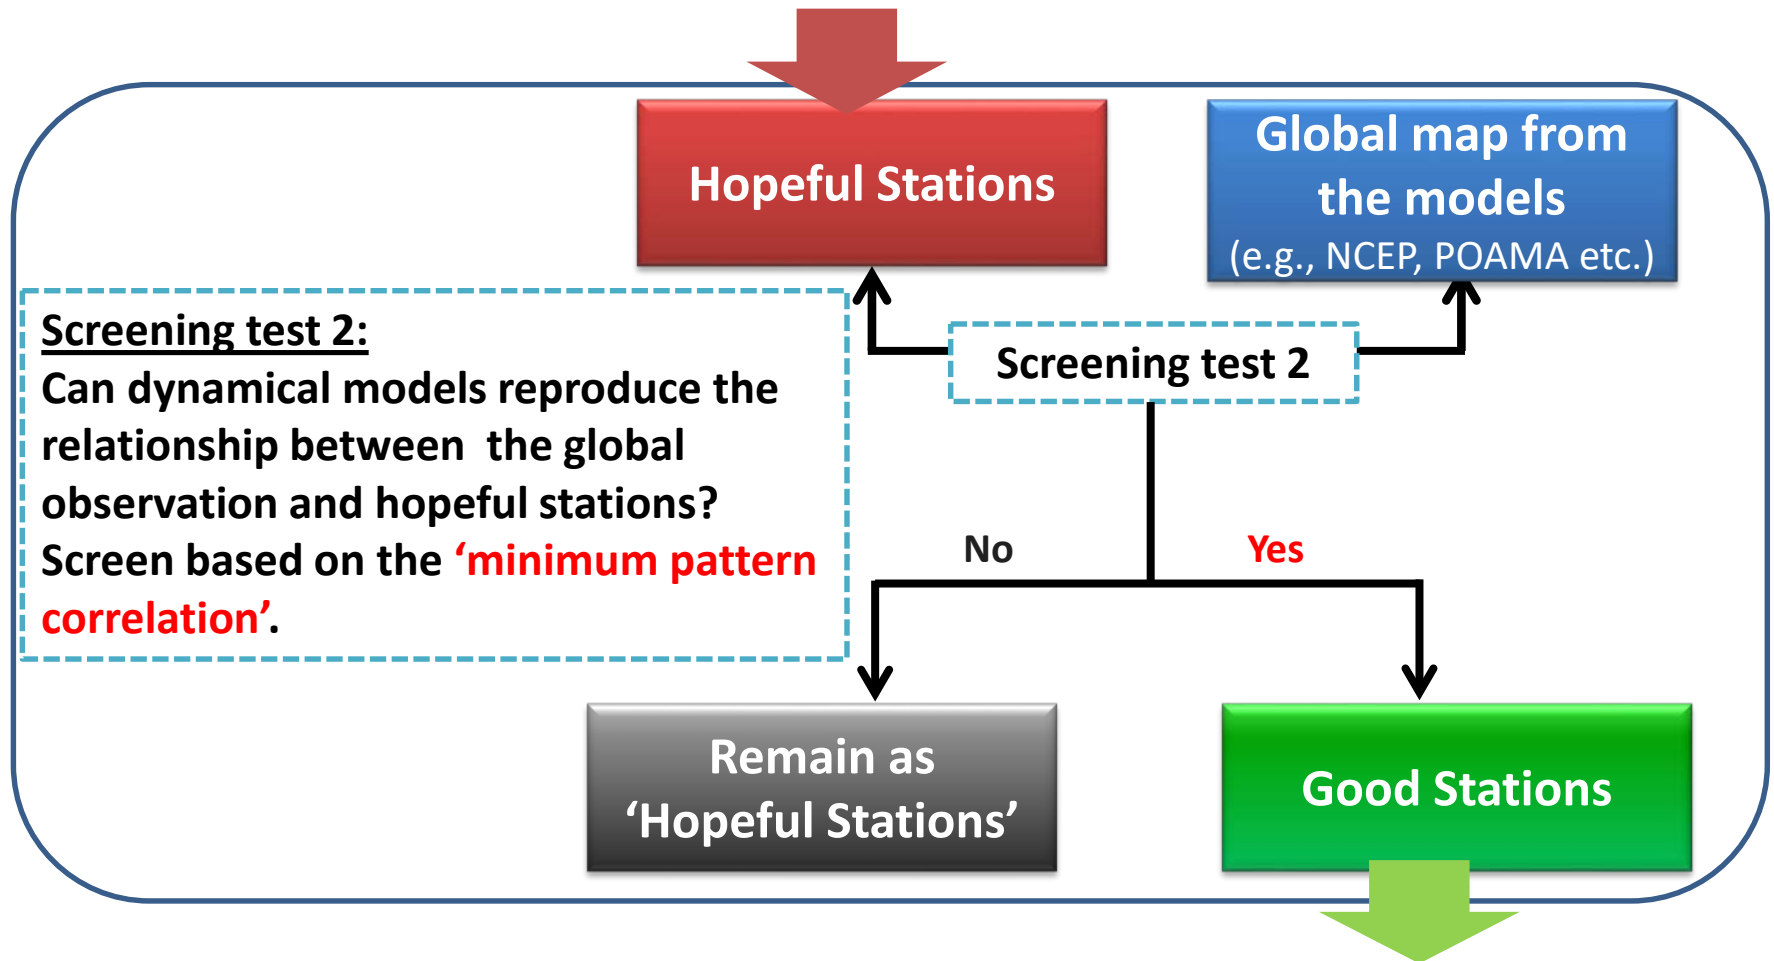 Hopeful Stations
Global map from
the models
(e.g., NCEP, POAMA etc.)
Screening test 2:
Can dynamical models reproduce the
relationship between  the global
observation and hopeful stations?
Screen based on the ‘minimum pattern
correlation’.
Screening test 2
No
Yes
Remain as
‘Hopeful Stations’
Good Stations